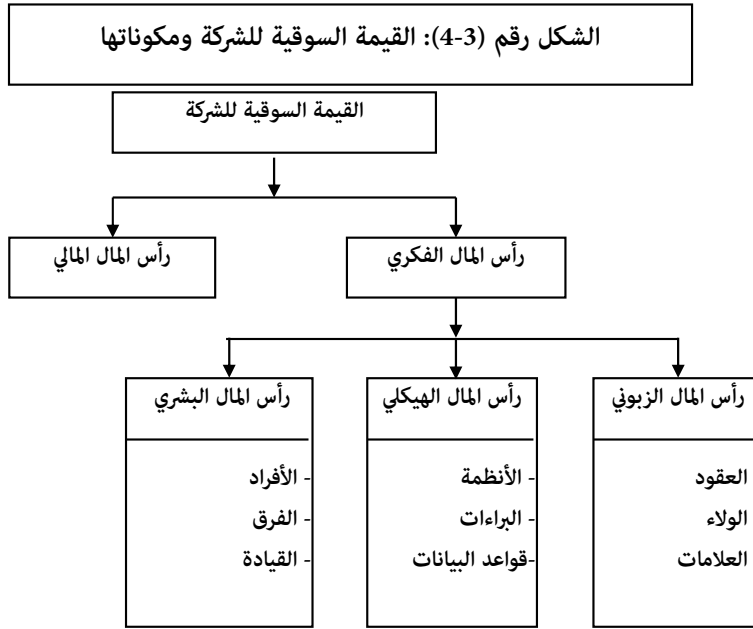 الشكل رقم (3-4): القيمة السوقية للشركة ومكوناتها
القيمة السوقية للشركة
رأس المال الفكري
رأس المال المالي
رأس المال الزبوني
العقود
الولاء
العلامات
رأس المال الهيكلي
- الأنظمة
- البراءات
-قواعد البيانات
رأس المال البشري
- الأفراد
- الفرق
- القيادة